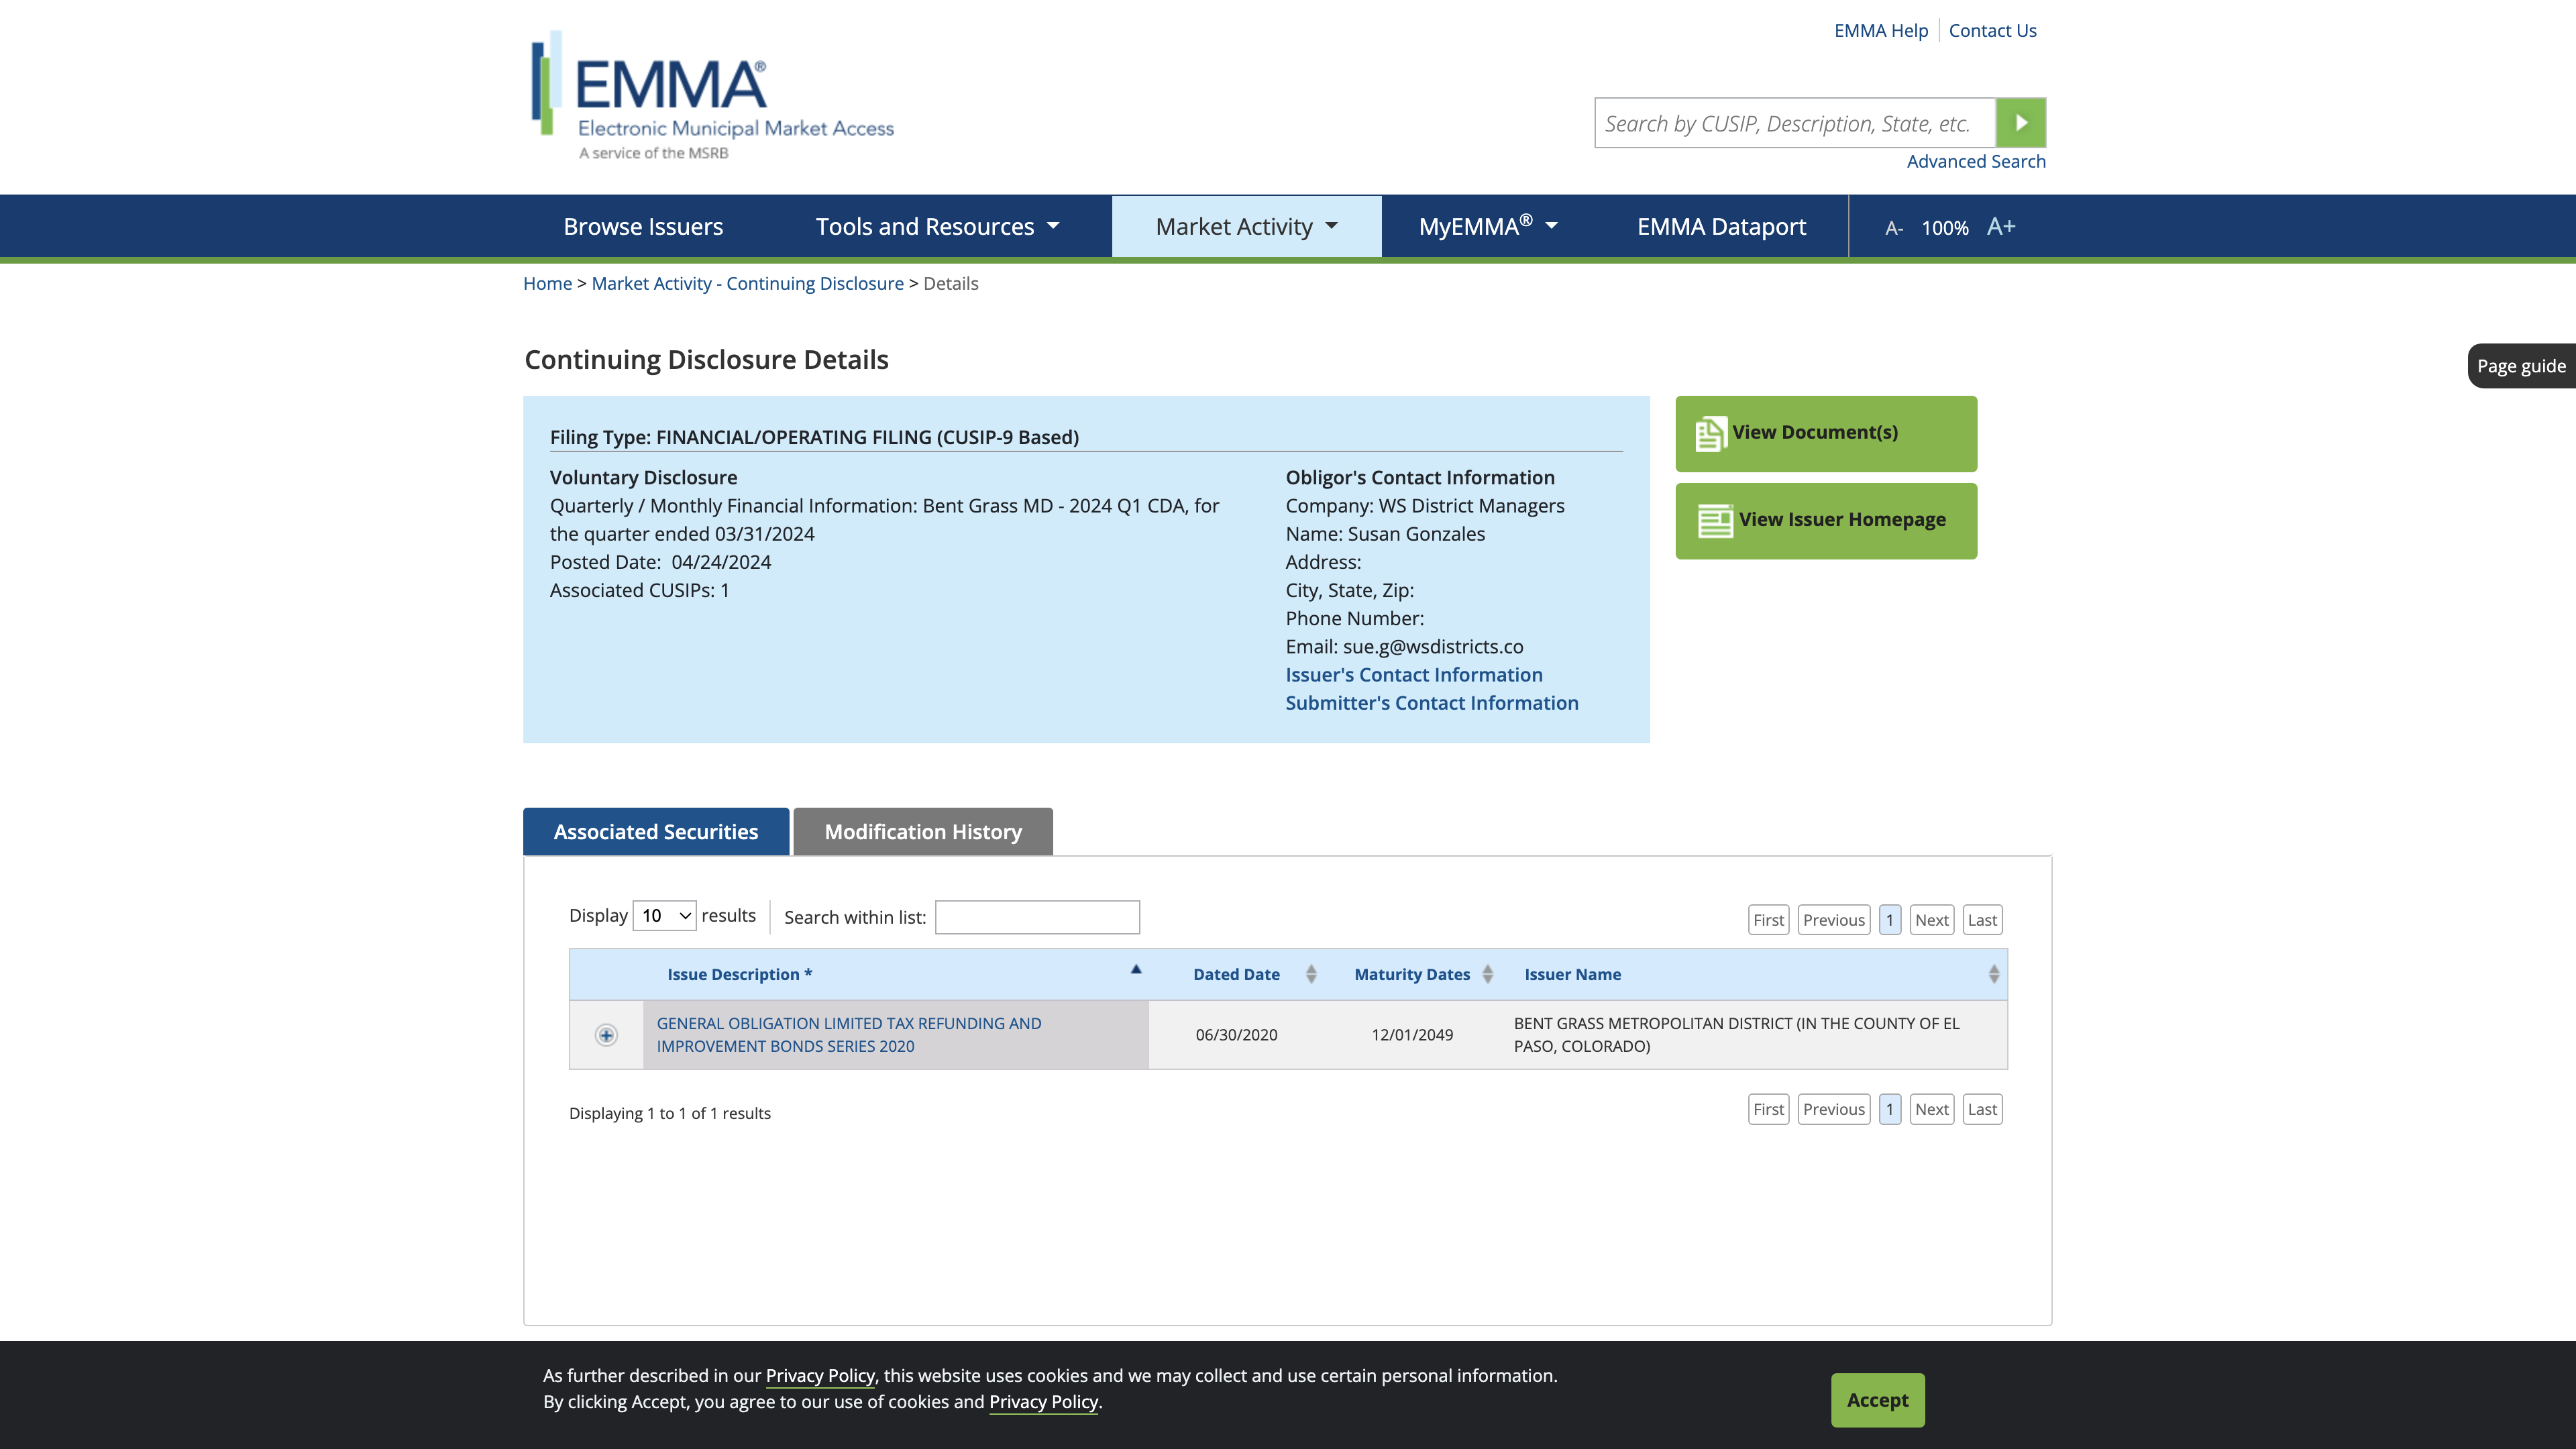 EMMA Help
Contact Us
EMMA®
Electronic Municipal Market Access
A service of the MSRB
Search by CUSIP, Description, State, etc.
Advanced Search
Browse Issuers
Tools and Resources
Market Activity
MyEMMA®
EMMA Dataport
A- 100% A+
Home > Market Activity - Continuing Disclosure > Details
Page guide
Continuing Disclosure Details
Filing Type: FINANCIAL/OPERATING FILING (CUSIP-9 Based)
Voluntary Disclosure
Quarterly / Monthly Financial Information: Bent Grass MD - 2024 Q1 CDA, for
the quarter ended 03/31/2024
Posted Date: 04/24/2024
Associated CUSIPs: 1
Obligor's Contact Information
Company: WS District Managers
Name: Susan Gonzales
Address:
City, State, Zip:
Phone Number:
Email: sue.g@wsdistricts.co
Issuer's Contact Information
Submitter's Contact Information
View Document(s)
View Issuer Homepage
Associated Securities
Modification History
Display 10 results
Search within list:
First Previous 1 Next Last
Issue Description * Dated Date Maturity Dates Issuer Name
GENERAL OBLIGATION LIMITED TAX REFUNDING AND
IMPROVEMENT BONDS SERIES 2020
06/30/2020
12/01/2049
BENT GRASS METROPOLITAN DISTRICT (IN THE COUNTY OF EL
PASO, COLORADO)
Displaying 1 to 1 of 1 results
First Previous 1 Next Last
As further described in our Privacy Policy, this website uses cookies and we may collect and use certain personal information.
By clicking Accept, you agree to our use of cookies and Privacy Policy.
Accept